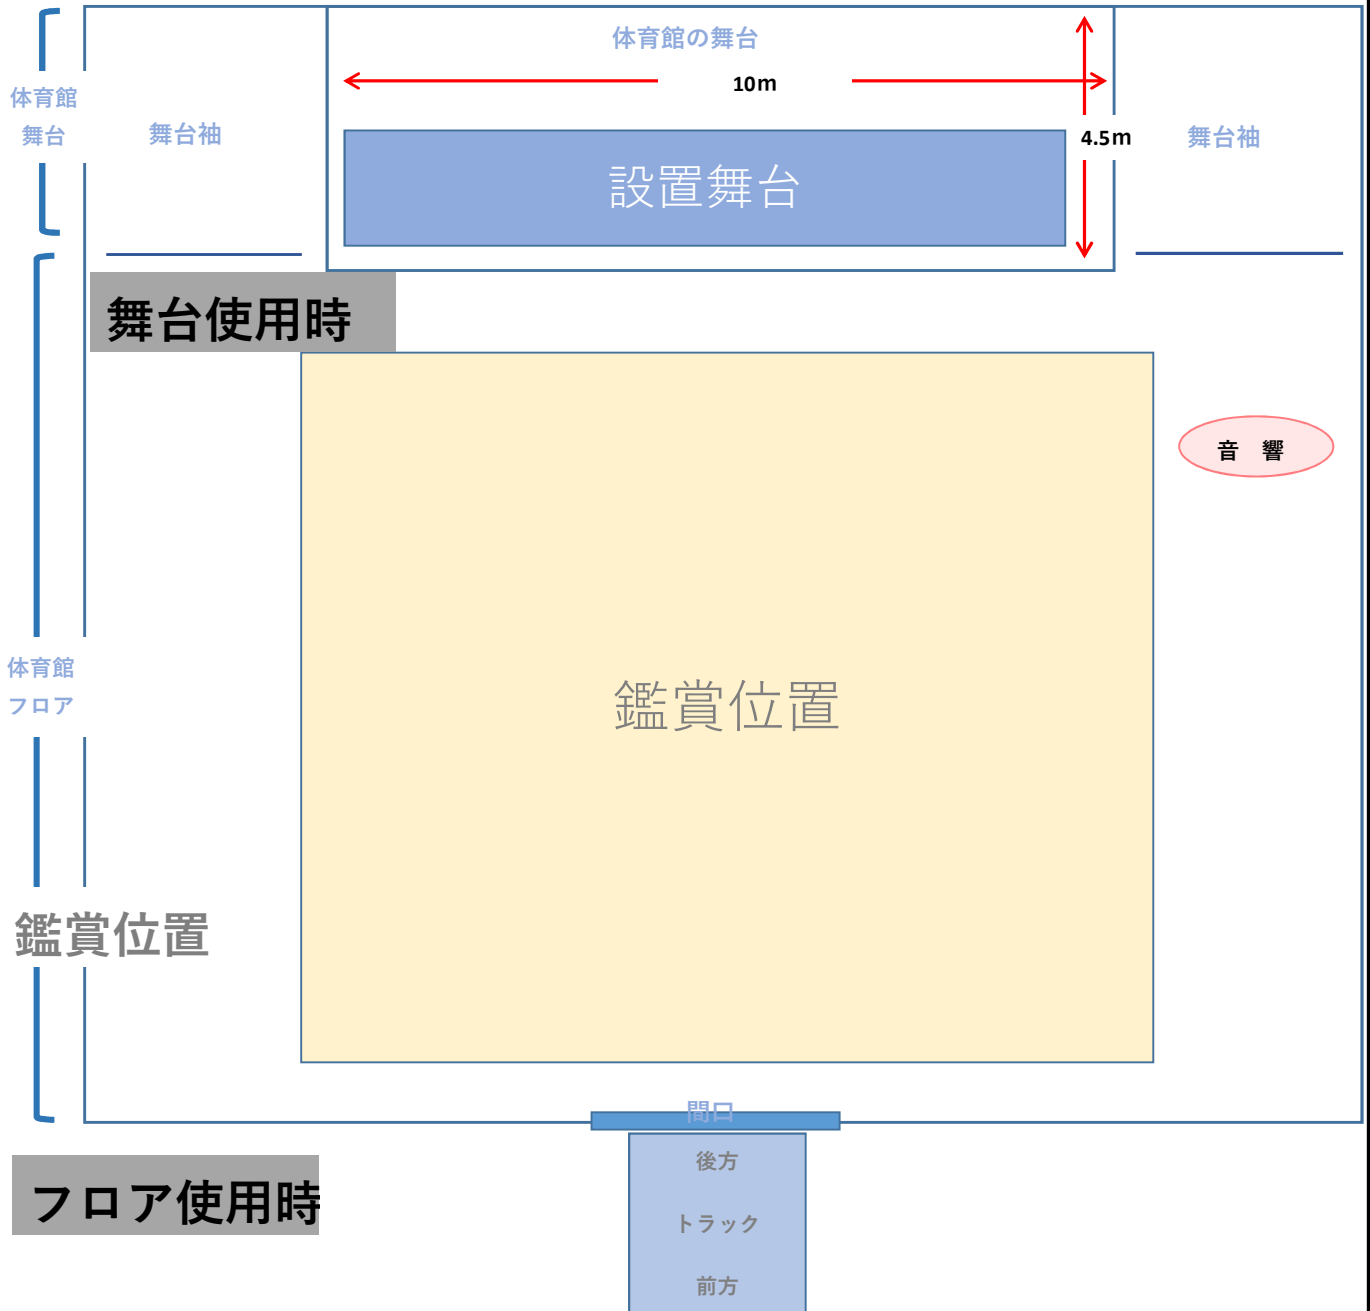 体育館の舞台
10m
体育館
舞台
舞台袖
4.5m
舞台袖
設置舞台
舞台使用時
音 響
体育館
フロア
鑑賞位置
鑑賞位置
間口
後方
トラック
前方
フロア使用時